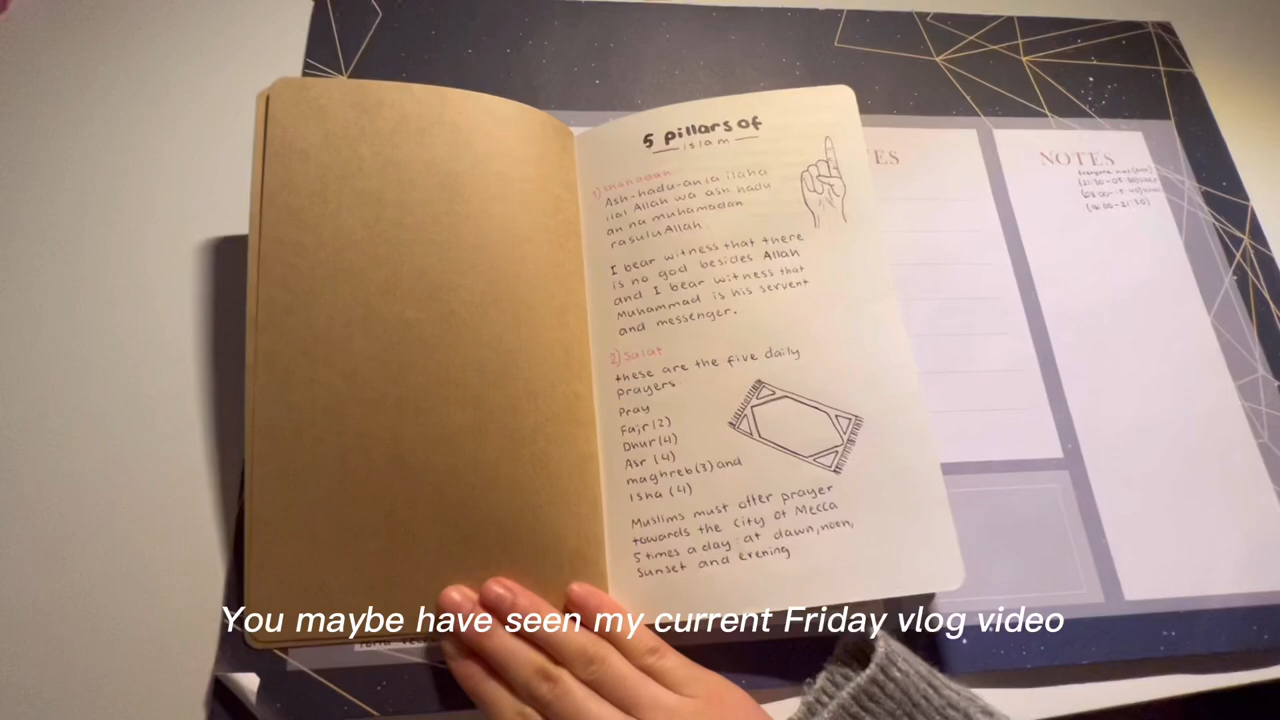 5 pillars of
islam
1) shahadah
Ash-hadu-an la ilaha
ilal Allah wa ash hadu
an na muhamadan
rasulu Allah
I bear witness that there
is no god besides Allah
and I bear witness that
Muhammad is his servent
and messenger.
2) Salat
these are the five daily
prayers
Pray
Fajr (2)
Dhur (4)
Asr (4)
maghreb (3) and
Isha (4)
Muslims must offer prayer
towards the city of Mecca
5 times a day: at dawn, noon,
Sunset and evening
ES
NOTES
You maybe have seen my current Friday vlog video